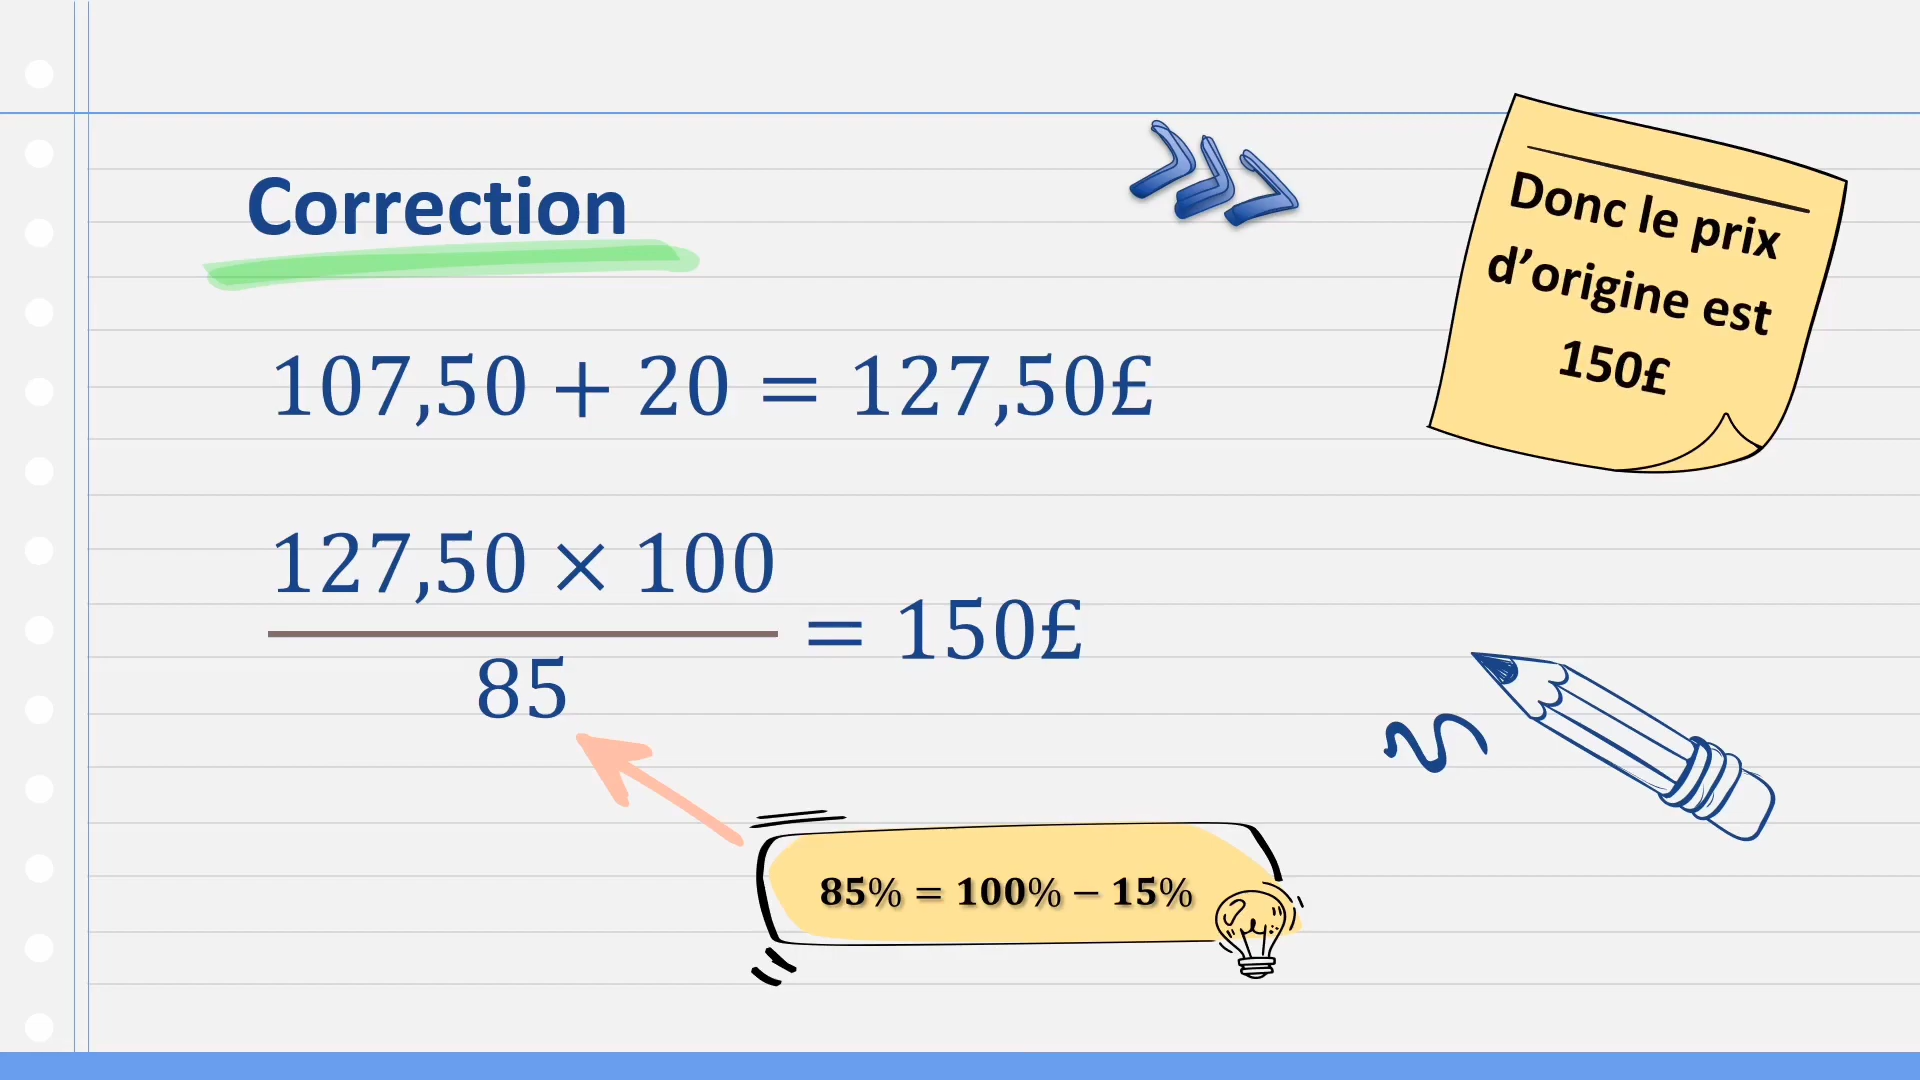 Correction
107,50 + 20 = 127,50£
127,50 × 100
85
= 150£
85% = 100% − 15%
Donc le prix
d’origine est
150£